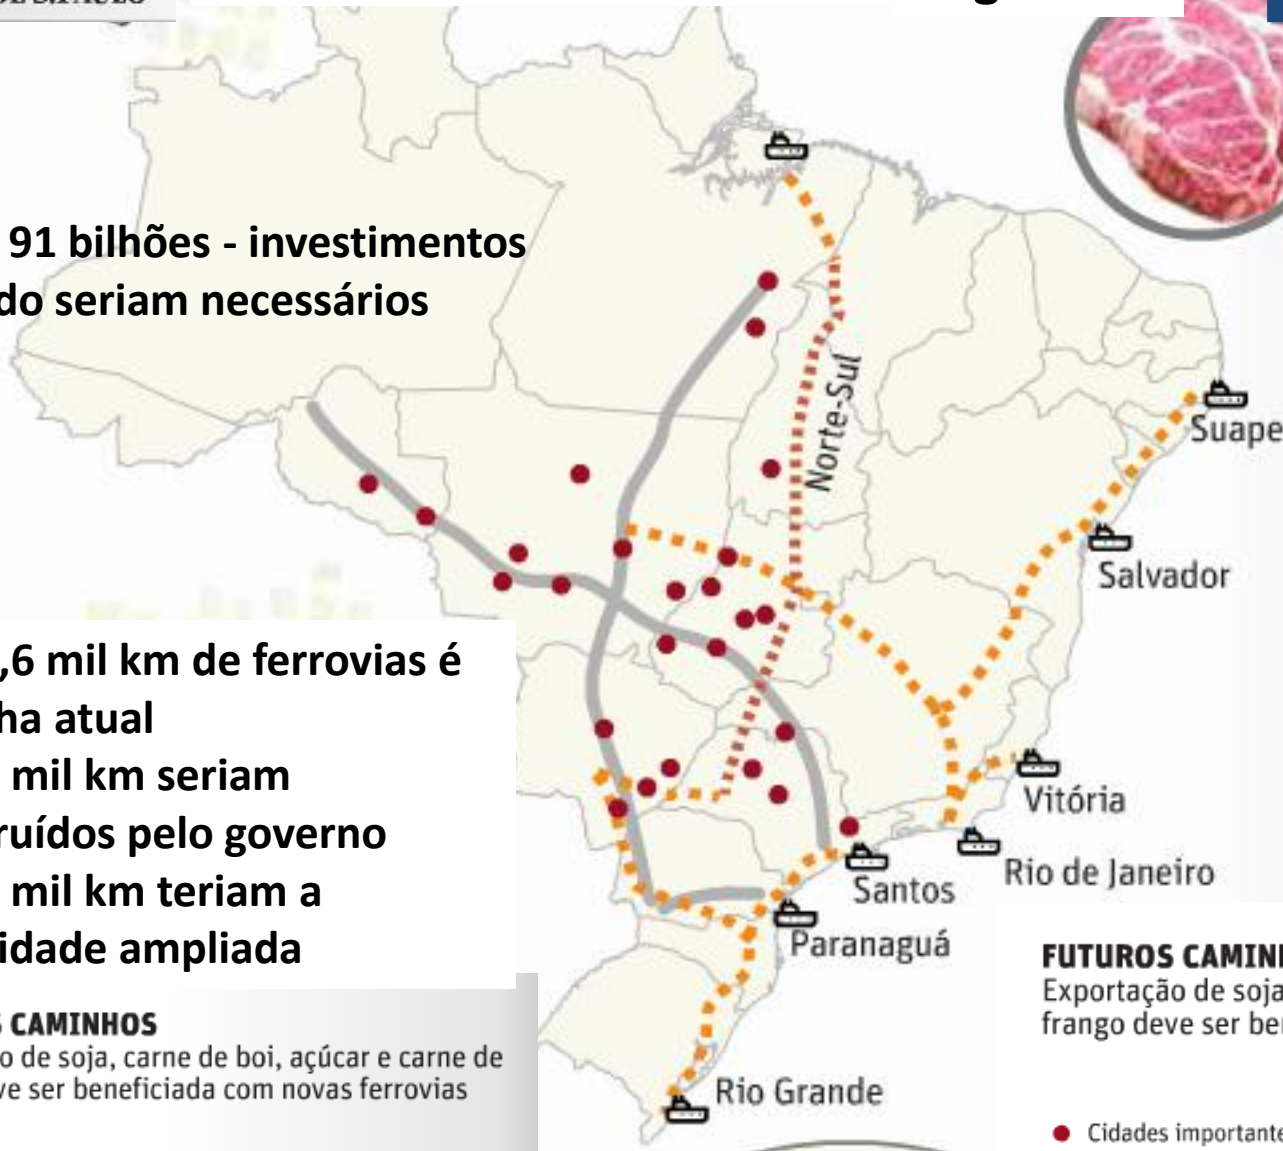 S.PAULO
91 bilhões - investimentos
do seriam necessários
Norte-Sul
Suape
Salvador
,6 mil km de ferrovias é
ha atual
mil km seriam
ruídos pelo governo
mil km teriam a
idade ampliada
Vitória
Rio de Janeiro
Santos
Paranaguá
CAMINHOS
o de soja, carne de boi, açúcar e carne de
ve ser beneficiada com novas ferrovias
Rio Grande
FUTUROS CAMIN
Exportação de soja
frango deve ser be
Cidades importante